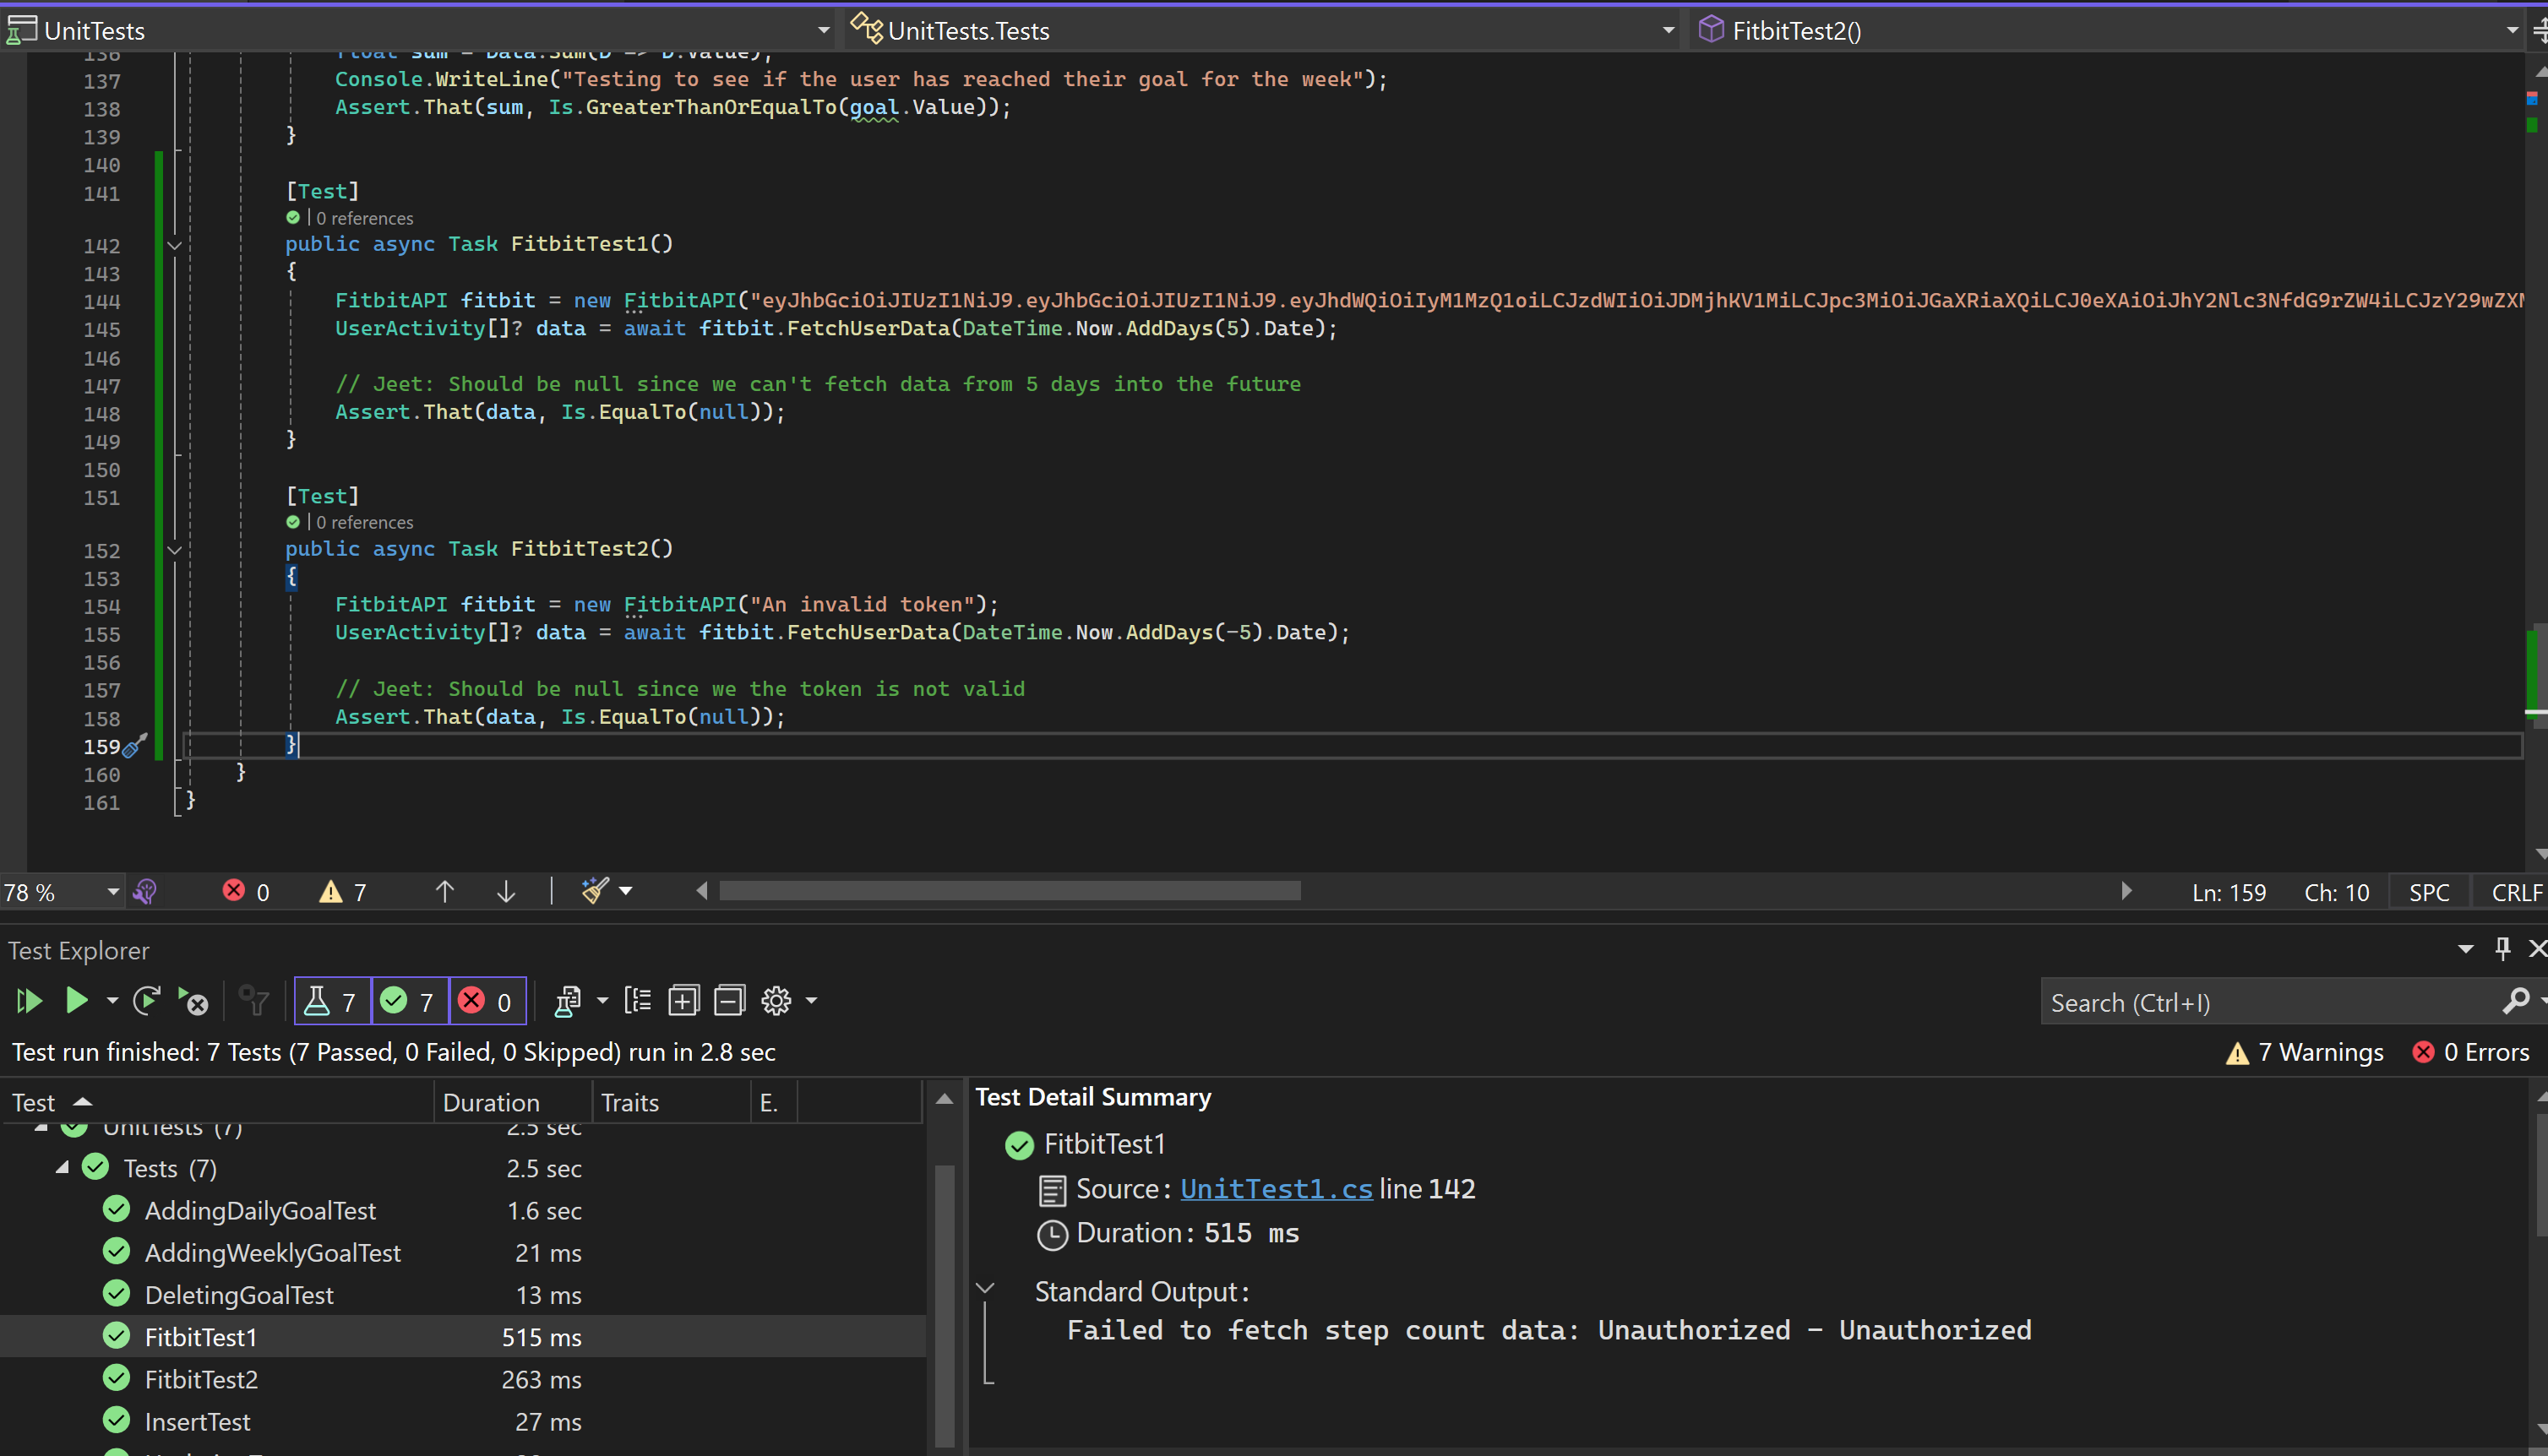 UnitTests
UnitTests.Tests
FitbitTest2()
136 float sum = Data.Sum(D => D.Value);
137 Console.WriteLine("Testing to see if the user has reached their goal for the week");
138 Assert.That(sum, Is.GreaterThanOrEqualTo(goal.Value));
139 }
140
141 [Test]
0 references
142 public async Task FitbitTest1()
143 {
144 FitbitAPI fitbit = new FitbitAPI("eyJhbGciOiJIUzI1NiJ9.eyJhbGciOiJIUzI1NiJ9.eyJhdWQiOiIyM1MzQ1oiLCJzdWIiOiJDMjhKV1MiLCJpc3MiOiJGaXRiaXQiLCJ0eXAiOiJhY2Nlc3NfdG9rZW4iLCJzY29wZX
145 UserActivity[]? data = await fitbit.FetchUserData(DateTime.Now.AddDays(5).Date);
146
147 // Jeet: Should be null since we can't fetch data from 5 days into the future
148 Assert.That(data, Is.EqualTo(null));
149 }
150
151 [Test]
0 references
152 public async Task FitbitTest2()
153 {
154 FitbitAPI fitbit = new FitbitAPI("An invalid token");
155 UserActivity[]? data = await fitbit.FetchUserData(DateTime.Now.AddDays(-5).Date);
156
157 // Jeet: Should be null since we the token is not valid
158 Assert.That(data, Is.EqualTo(null));
159 }
160 }
161 }
78 % 0 7 Ln: 159 Ch: 10 SPC CRLF
Test Explorer
7 7 0 Search (Ctrl+I)
Test run finished: 7 Tests (7 Passed, 0 Failed, 0 Skipped) run in 2.8 sec 7 Warnings 0 Errors
Test Duration Traits E.
UnitTests (7) 2.5 sec
Tests (7) 2.5 sec
AddingDailyGoalTest 1.6 sec
AddingWeeklyGoalTest 21 ms
DeletingGoalTest 13 ms
FitbitTest1 515 ms
FitbitTest2 263 ms
InsertTest 27 ms
Test Detail Summary
FitbitTest1
Source: UnitTest1.cs line 142
Duration: 515 ms
Standard Output:
Failed to fetch step count data: Unauthorized - Unauthorized